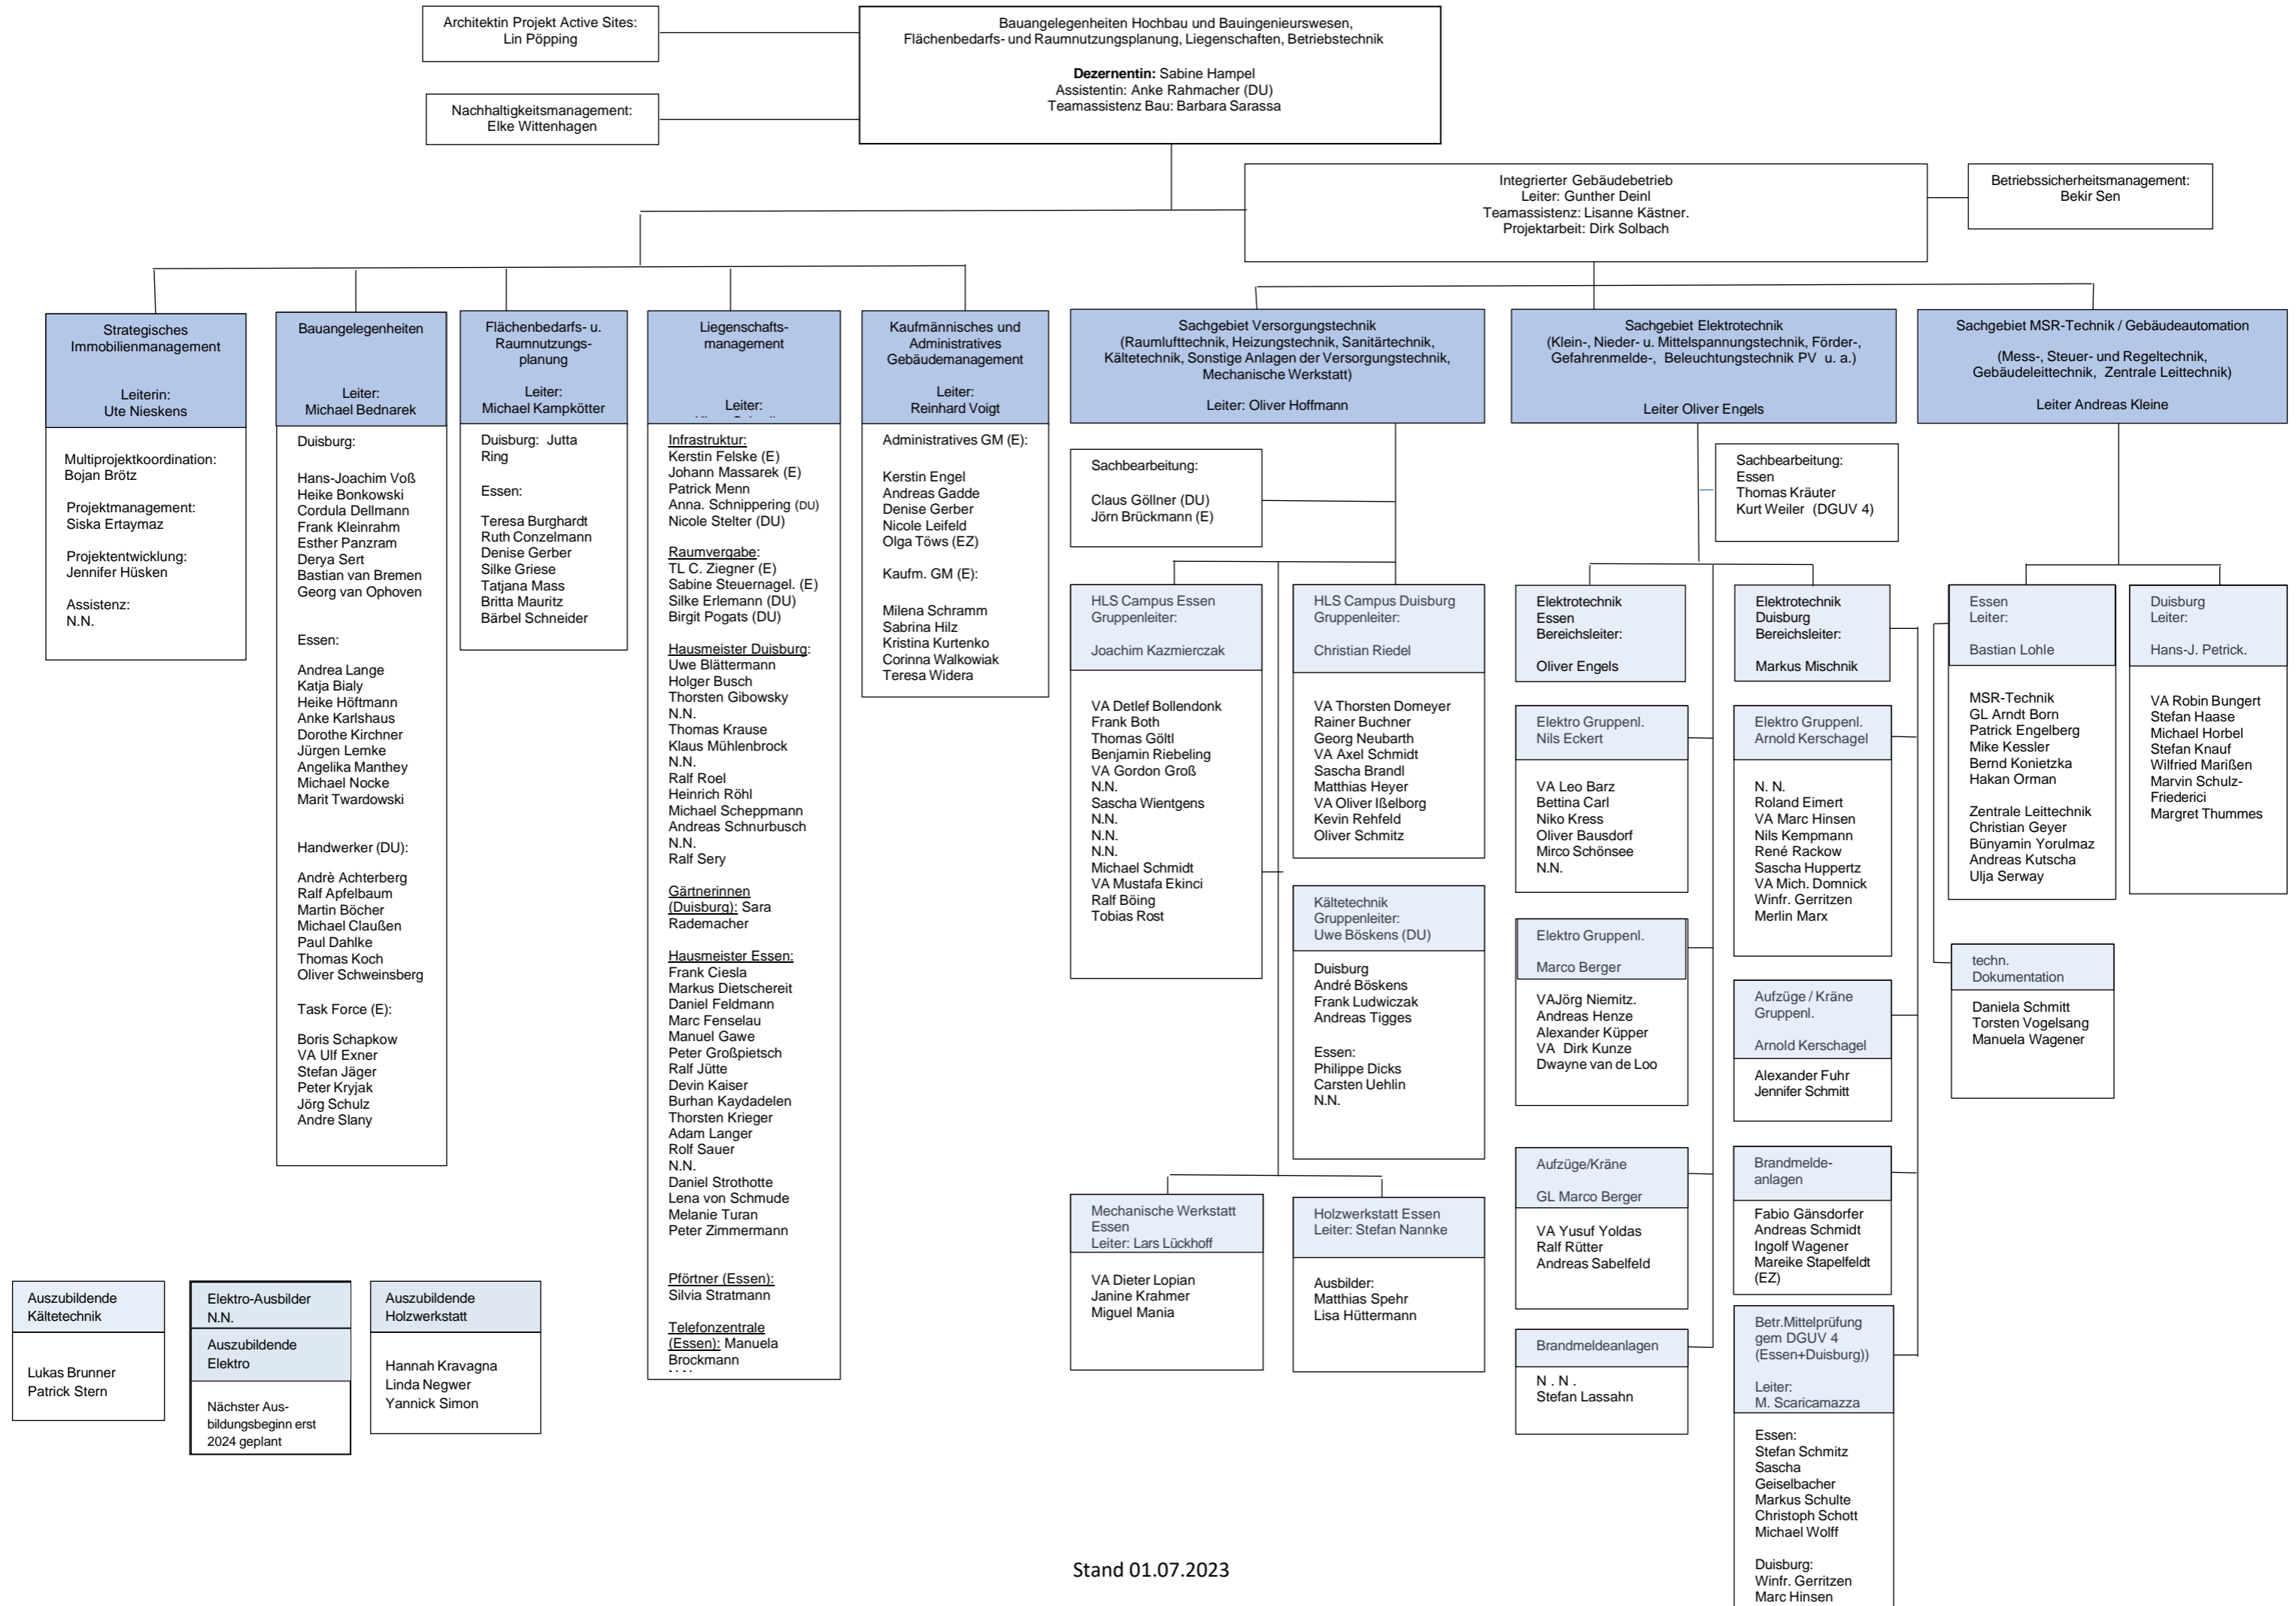 Architektin Projekt Active Sites:
Lin Pöpping
Bauangelegenheiten Hochbau und Bauingenieurswesen,
Flächenbedarfs- und Raumnutzungsplanung, Liegenschaften, Betriebstechnik
Dezernentin: Sabine Hampel
Assistentin: Anke Rahmacher (DU)
Teamassistenz Bau: Barbara Sarassa
Nachhaltigkeitsmanagement:
Elke Wittenhagen
Integrierter Gebäudebetrieb
Leiter: Gunther Deinl
Teamassistenz: Lisanne Kästner.
Projektarbeit: Dirk Solbach
Betriebssicherheitsmanagement:
Bekir Sen
Strategisches
Immobilienmanagement
Leiterin:
Ute Nieskens
Multiprojektkoordination:
Bojan Brötz
Projektmanagement:
Siska Ertaymaz
Projektentwicklung:
Jennifer Hüsken
Assistenz:
N.N.
Bauangelegenheiten
Leiter:
Michael Bednarek
Duisburg:
Hans-Joachim Voß
Heike Bonkowski
Cordula Dellmann
Frank Kleinrahm
Esther Panzram
Derya Sert
Bastian van Bremen
Georg van Ophoven
Essen:
Andrea Lange
Katja Bialy
Heike Höftmann
Anke Karlshaus
Dorothe Kirchner
Jürgen Lemke
Angelika Manthey
Michael Nocke
Marit Twardowski
Handwerker (DU):
Andrè Achterberg
Ralf Apfelbaum
Martin Böcher
Michael Claußen
Paul Dahlke
Thomas Koch
Oliver Schweinsberg
Task Force (E):
Boris Schapkow
VA Ulf Exner
Stefan Jäger
Peter Kryjak
Jörg Schulz
Andre Slany
Flächenbedarfs- u.
Raumnutzungs-
planung
Leiter:
Michael Kampkötter
Duisburg: Jutta
Ring
Essen:
Teresa Burghardt
Ruth Conzelmann
Denise Gerber
Silke Griese
Tatjana Mass
Britta Mauritz
Bärbel Schneider
Liegenschafts-
management
Leiter:
Infrastruktur:
Kerstin Felske (E)
Johann Massarek (E)
Patrick Menn
Anna. Schnippering (DU)
Nicole Stelter (DU)
Raumvergabe:
TL C. Ziegner (E)
Sabine Steuernagel. (E)
Silke Erlemann (DU)
Birgit Pogats (DU)
Hausmeister Duisburg:
Uwe Blättermann
Holger Busch
Thorsten Gibowsky
N.N.
Thomas Krause
Klaus Mühlenbrock
N.N.
Ralf Roel
Heinrich Röhl
Michael Scheppmann
Andreas Schnurbusch
N.N.
Ralf Sery
Gärtnerinnen
(Duisburg): Sara
Rademacher
Hausmeister Essen:
Frank Ciesla
Markus Dietschereit
Daniel Feldmann
Marc Fenselau
Manuel Gawe
Peter Großpietsch
Ralf Jütte
Devin Kaiser
Burhan Kaydadelen
Thorsten Krieger
Adam Langer
Rolf Sauer
N.N.
Daniel Strothotte
Lena von Schmude
Melanie Turan
Peter Zimmermann
Pförtner (Essen):
Silvia Stratmann
Telefonzentrale
(Essen): Manuela
Brockmann
Kaufmännisches und
Administratives
Gebäudemanagement
Leiter:
Reinhard Voigt
Administratives GM (E):
Kerstin Engel
Andreas Gadde
Denise Gerber
Nicole Leifeld
Olga Töws (EZ)
Kaufm. GM (E):
Milena Schramm
Sabrina Hilz
Kristina Kurtenko
Corinna Walkowiak
Teresa Widera
Sachgebiet Versorgungstechnik
(Raumlufttechnik, Heizungstechnik, Sanitärtechnik,
Kältetechnik, Sonstige Anlagen der Versorgungstechnik,
Mechanische Werkstatt)
Leiter: Oliver Hoffmann
Sachbearbeitung:
Claus Göllner (DU)
Jörn Brückmann (E)
HLS Campus Essen
Gruppenleiter:
Joachim Kazmierczak
VA Detlef Bollendonk
Frank Both
Thomas Göltl
Benjamin Riebeling
VA Gordon Groß
N.N.
Sascha Wientgens
N.N.
N.N.
N.N.
Michael Schmidt
VA Mustafa Ekinci
Ralf Böing
Tobias Rost
HLS Campus Duisburg
Gruppenleiter:
Christian Riedel
VA Thorsten Domeyer
Rainer Buchner
Georg Neubarth
VA Axel Schmidt
Sascha Brandl
Matthias Heyer
VA Oliver Ißelborg
Kevin Rehfeld
Oliver Schmitz
Kältetechnik
Gruppenleiter:
Uwe Böskens (DU)
Duisburg
André Böskens
Frank Ludwiczak
Andreas Tigges
Essen:
Philippe Dicks
Carsten Uehlin
N.N.
Mechanische Werkstatt
Essen
Leiter: Lars Lückhoff
VA Dieter Lopian
Janine Krahmer
Miguel Mania
Holzwerkstatt Essen
Leiter: Stefan Nannke
Ausbilder:
Matthias Spehr
Lisa Hüttermann
Sachgebiet Elektrotechnik
(Klein-, Nieder- u. Mittelspannungstechnik, Förder-,
Gefahrenmelde-, Beleuchtungstechnik PV u. a.)
Leiter Oliver Engels
Sachbearbeitung:
Essen
Thomas Kräuter
Kurt Weiler (DGUV 4)
Elektrotechnik
Essen
Bereichsleiter:
Oliver Engels
Elektro Gruppenl.
Nils Eckert
VA Leo Barz
Bettina Carl
Niko Kress
Oliver Bausdorf
Mirco Schönsee
N.N.
Elektro Gruppenl.
Marco Berger
VAJörg Niemitz.
Andreas Henze
Alexander Küpper
VA Dirk Kunze
Dwayne van de Loo
Aufzüge/Kräne
GL Marco Berger
VA Yusuf Yoldas
Ralf Rütter
Andreas Sabelfeld
Brandmeldeanlagen
N . N .
Stefan Lassahn
Elektrotechnik
Duisburg
Bereichsleiter:
Markus Mischnik
Elektro Gruppenl.
Arnold Kerschagel
N. N.
Roland Eimert
VA Marc Hinsen
Nils Kempmann
René Rackow
Sascha Huppertz
VA Mich. Domnick
Winfr. Gerritzen
Merlin Marx
Aufzüge / Kräne
Gruppenl.
Arnold Kerschagel
Alexander Fuhr
Jennifer Schmitt
Brandmelde-
anlagen
Fabio Gänsdorfer
Andreas Schmidt
Ingolf Wagener
Mareike Stapelfeldt
(EZ)
Betr.Mittelprüfung
gem DGUV 4
(Essen+Duisburg))
Leiter:
M. Scaricamazza
Essen:
Stefan Schmitz
Sascha
Geiselbacher
Markus Schulte
Christoph Schott
Michael Wolff
Duisburg:
Winfr. Gerritzen
Marc Hinsen
Sachgebiet MSR-Technik / Gebäudeautomation
(Mess-, Steuer- und Regeltechnik,
Gebäudeleittechnik, Zentrale Leittechnik)
Leiter Andreas Kleine
Essen
Leiter:
Bastian Lohle
MSR-Technik
GL Arndt Born
Patrick Engelberg
Mike Kessler
Bernd Konietzka
Hakan Orman
Zentrale Leittechnik
Christian Geyer
Bünyamin Yorulmaz
Andreas Kutscha
Ulja Serway
Duisburg
Leiter:
Hans-J. Petrick.
VA Robin Bungert
Stefan Haase
Michael Horbel
Stefan Knauf
Wilfried Marißen
Marvin Schulz-
Friederici
Margret Thummes
techn.
Dokumentation
Daniela Schmitt
Torsten Vogelsang
Manuela Wagener
Auszubildende
Kältetechnik
Lukas Brunner
Patrick Stern
Elektro-Ausbilder
N.N.
Auszubildende
Elektro
Nächster Aus-
bildungsbeginn erst
2024 geplant
Auszubildende
Holzwerkstatt
Hannah Kravagna
Linda Negwer
Yannick Simon
Stand 01.07.2023